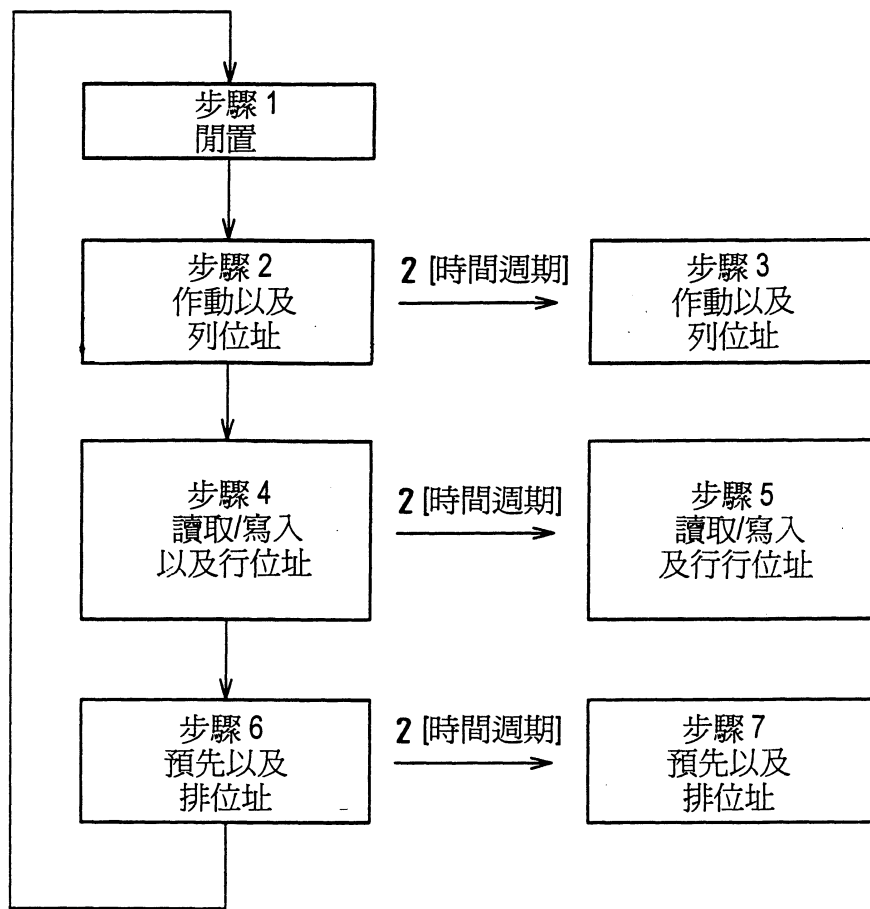 步驟 1
閒置
步驟 2
作動以及
列位址
2 [時間週期]
步驟 3
作動以及
列位址
步驟 4
讀取/寫入
以及行位址
2 [時間週期]
步驟 5
讀取/寫入
及行行位址
步驟 6
預先以及
排位址
2 [時間週期]
步驟 7
預先以及
排位址